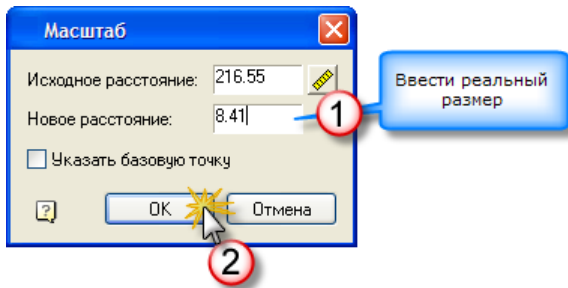 Масштаб
Исходное расстояние: 216.55
Новое расстояние: 8.41
1
Ввести реальный
размер
Указать базовую точку
? OK Отмена
2